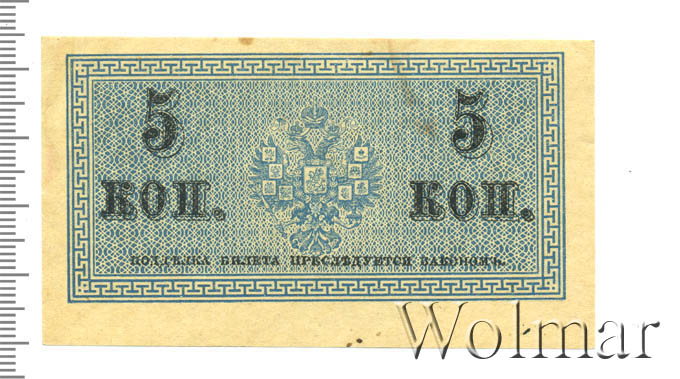 5 5
КОП. КОП.
ПОДДѢЛКА БИЛЕТА ПРЕСЛѢДУЕТСЯ ЗАКОНОМЪ.
Wolmar